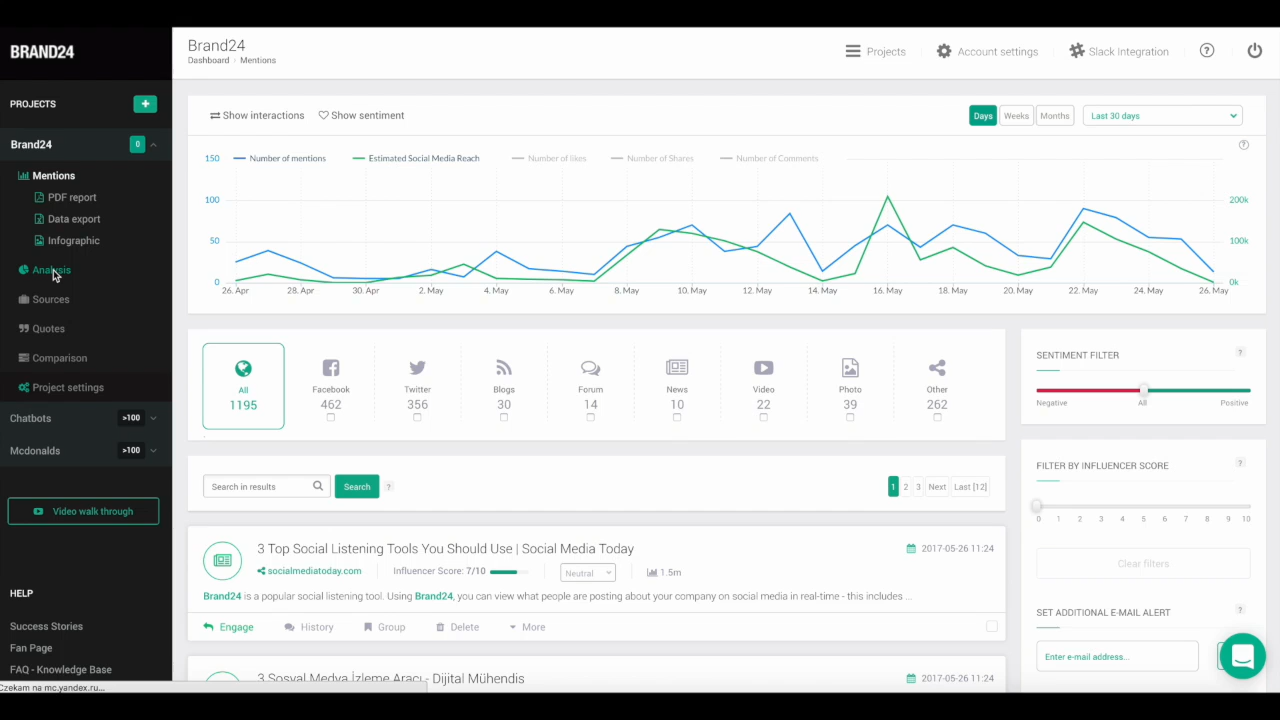 BRAND24
Brand24
Dashboard › Mentions
Projects
Account settings
Slack Integration
?
PROJECTS
+
Brand24 0
Mentions
PDF report
Data export
Infographic
Analysis
Sources
Quotes
Comparison
Project settings
Chatbots >100
Mcdonalds >100
Video walk through
HELP
Success Stories
Fan Page
FAQ - Knowledge Base
Czekam na mc.yandex.ru...
Show interactions
Show sentiment
Days Weeks Months
Last 30 days
?
Number of mentions
Estimated Social Media Reach
Number of likes
Number of Shares
Number of Comments
150
100
50
0
200k
100k
0k
26. Apr 28. Apr 30. Apr 2. May 4. May 6. May 8. May 10. May 12. May 14. May 16. May 18. May 20. May 22. May 24. May 26. May
All
1195
Facebook
462
Twitter
356
Blogs
30
Forum
14
News
10
Video
22
Photo
39
Other
262
Search in results
Search
?
1 2 3 Next Last [12]
3 Top Social Listening Tools You Should Use | Social Media Today
2017-05-26 11:24
socialmediatoday.com
Influencer Score: 7/10
Neutral
1.5m
Brand24 is a popular social listening tool. Using Brand24, you can view what people are posting about your company on social media in real-time - this includes ...
Engage
History
Group
Delete
More
3 Sosyal Medya İzleme Aracı - Dijital Mühendis
2017-05-26 11:24
SENTIMENT FILTER
?
Negative All Positive
FILTER BY INFLUENCER SCORE
?
0 1 2 3 4 5 6 7 8 9 10
Clear filters
SET ADDITIONAL E-MAIL ALERT
?
Enter e-mail address...